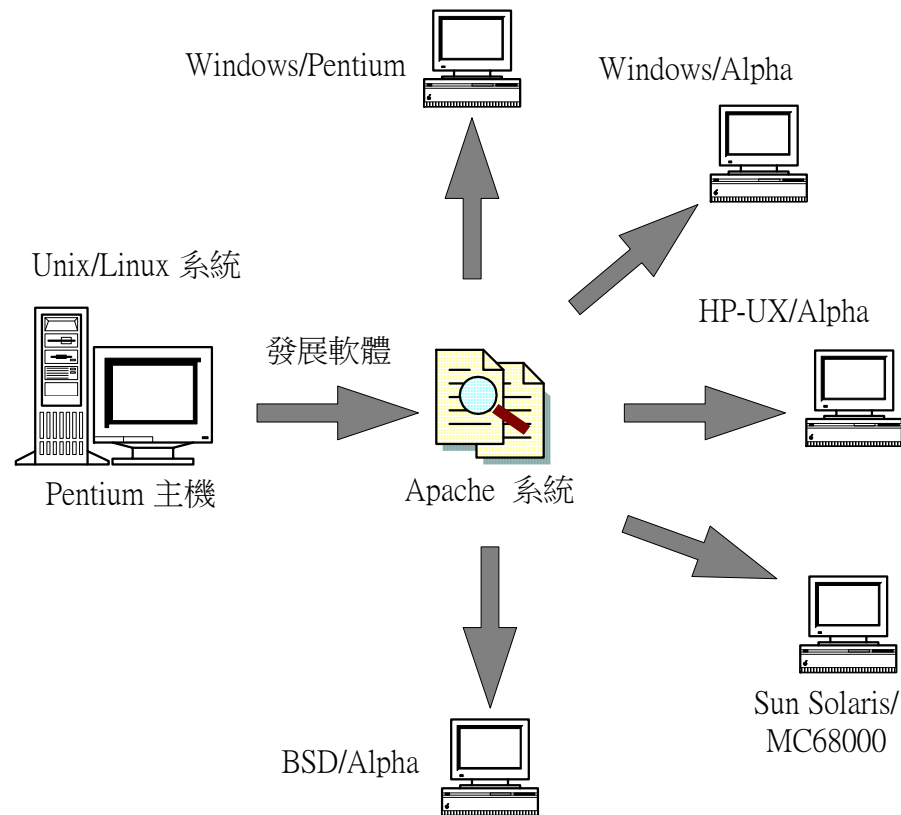 Windows/Pentium
Windows/Alpha
Unix/Linux 系統
HP-UX/Alpha
發展軟體
Pentium 主機
Apache 系統
Sun Solaris/
MC68000
BSD/Alpha